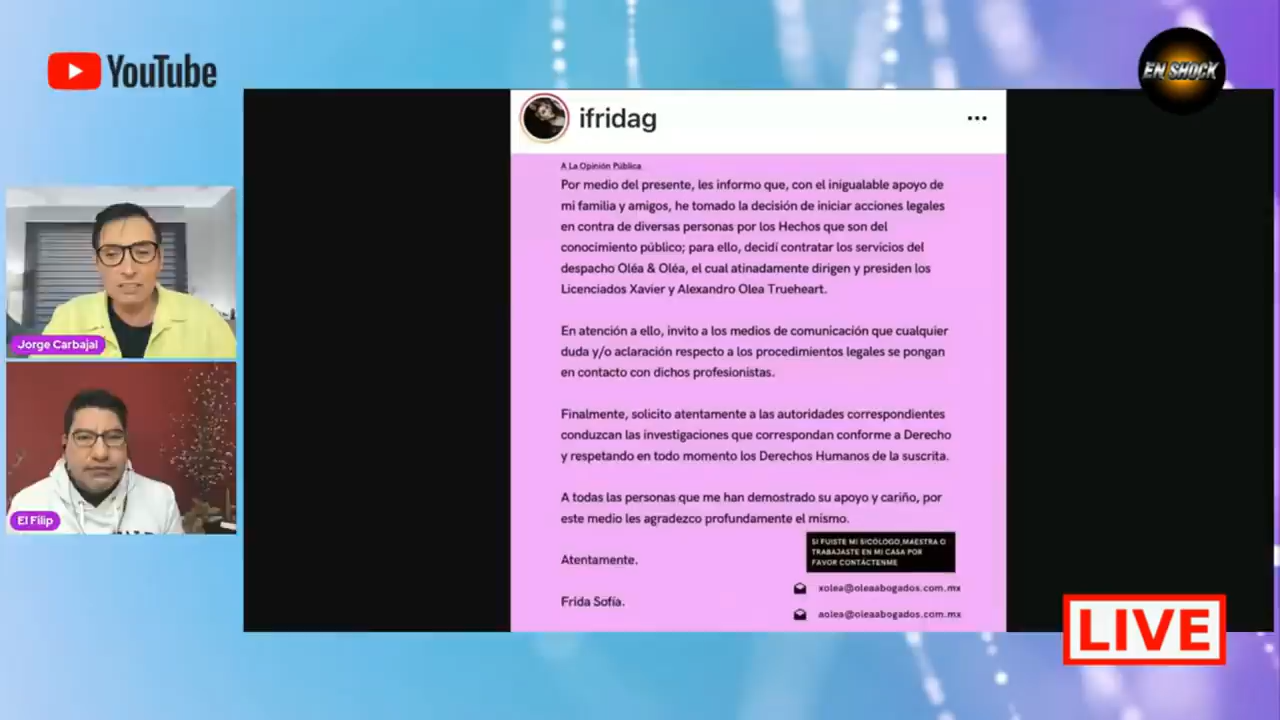 YouTube
EN SHOCK
ifridag
A La Opinión Pública
Por medio del presente, les informo que, con el inigualable apoyo de
mi familia y amigos, he tomado la decisión de iniciar acciones legales
en contra de diversas personas por los Hechos que son del
conocimiento público; para ello, decidí contratar los servicios del
despacho Oléa & Oléa, el cual atinadamente dirigen y presiden los
Licenciados Xavier y Alexandro Olea Trueheart.
En atención a ello, invito a los medios de comunicación que cualquier
duda y/o aclaración respecto a los procedimientos legales se pongan
en contacto con dichos profesionistas.
Finalmente, solicito atentamente a las autoridades correspondientes
conduzcan las investigaciones que correspondan conforme a Derecho
y respetando en todo momento los Derechos Humanos de la suscrita.
A todas las personas que me han demostrado su apoyo y cariño, por
este medio les agradezco profundamente el mismo.
Atentamente.
Frida Sofía.
SI FUISTE MI SICÓLOGO,MAESTRA O
TRABAJASTE EN MI CASA POR
FAVOR CONTÁCTENME
xolea@oleaabogados.com.mx
aolea@oleaabogados.com.mx
Jorge Carbajal
El Filip
LIVE